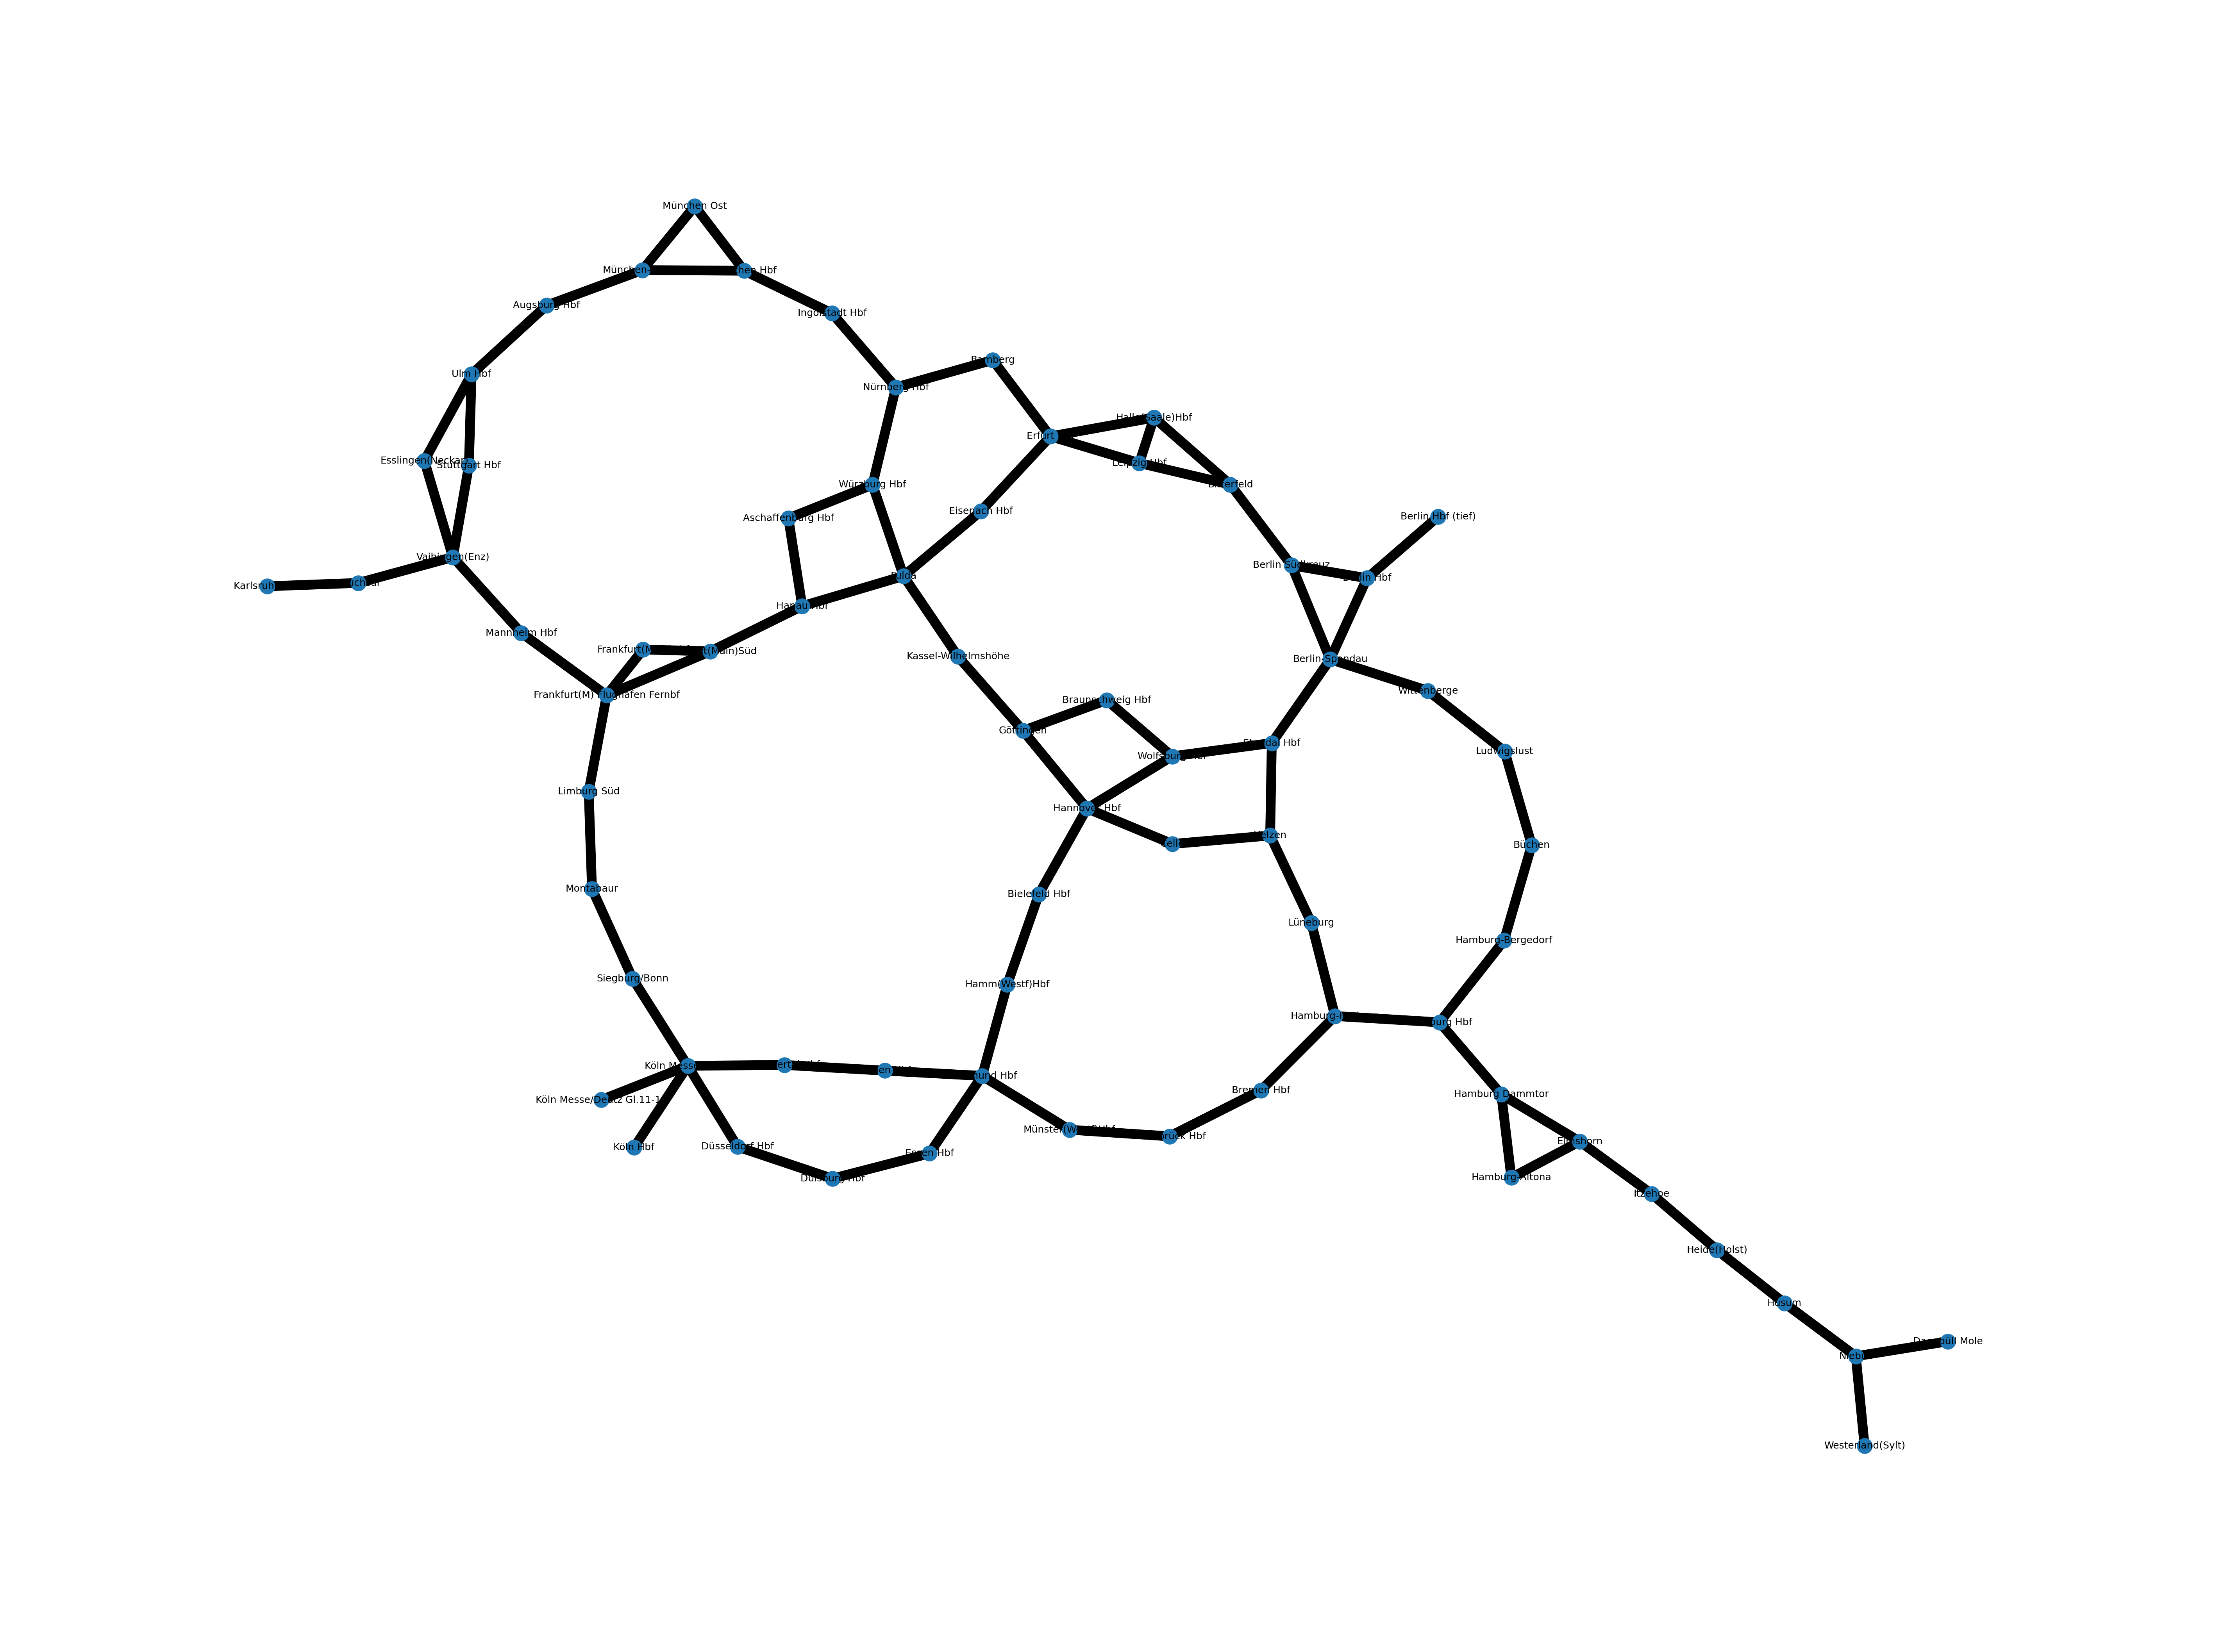 München Ost
München-
hen Hbf
Augsburg Hbf
Ingolstadt Hbf
Bamberg
Ulm Hbf
Nürnberg Hbf
Halle(Saale)Hbf
Erfurt
Esslingen(Neckar)
Stuttgart Hbf
Leipzig Hbf
Würzburg Hbf
Bitterfeld
Eisenach Hbf
Aschaffenburg Hbf
Berlin Hbf (tief)
Vaihingen(Enz)
Berlin Südkreuz
Fulda
Berlin Hbf
Karlsruh
Hanau Hbf
Mannheim Hbf
Frankfurt(M
t(Main)Süd
Kassel-Wilhelmshöhe
Berlin-Spandau
Wittenberge
Frankfurt(M) Flughafen Fernbf
Braunschweig Hbf
Göttingen
Stendal Hbf
Ludwigslust
Wolfsburg Hbf
Limburg Süd
Hannover Hbf
Uelzen
Celle
Büchen
Montabaur
Bielefeld Hbf
Lüneburg
Hamburg-Bergedorf
Siegburg/Bonn
Hamm(Westf)Hbf
Hamburg-
burg Hbf
Köln Messe
und Hbf
Bremen Hbf
Hamburg Dammtor
Köln Messe/Deutz Gl.11-1
Münster(Westf)Hbf
brück Hbf
Elmshorn
Köln Hbf
Düsseldorf Hbf
Essen Hbf
Duisburg Hbf
Hamburg-Altona
Itzehoe
Heide(Holst)
Husum
Dagebüll Mole
Niebüll
Westerland(Sylt)